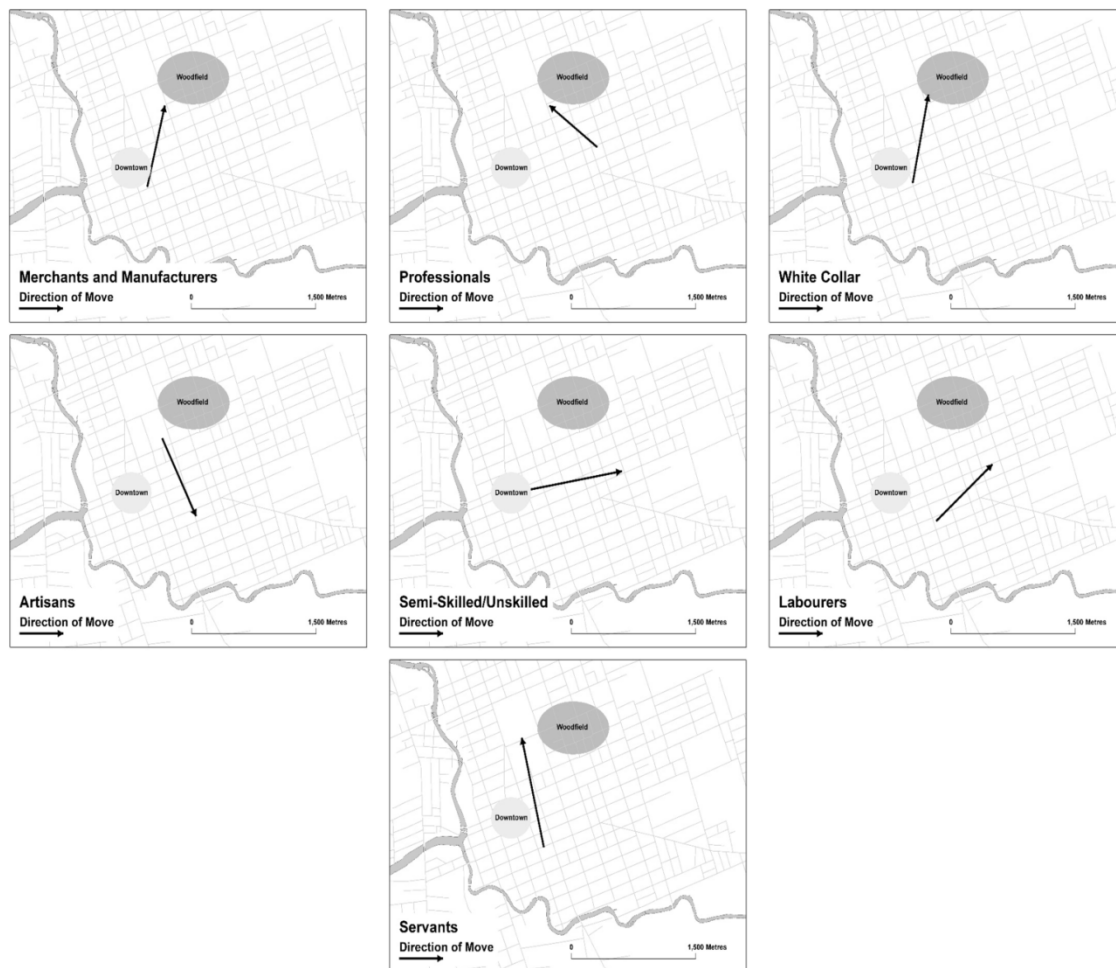 Woodfield
Downtown
Merchants and Manufacturers
Direction of Move
0 1,500 Metres
Woodfield
Downtown
Professionals
Direction of Move
0 1,500 Metres
Woodfield
Downtown
White Collar
Direction of Move
0 1,500 Metres
Woodfield
Downtown
Artisans
Direction of Move
0 1,500 Metres
Woodfield
Downtown
Semi-Skilled/Unskilled
Direction of Move
0 1,500 Metres
Woodfield
Downtown
Labourers
Direction of Move
0 1,500 Metres
Woodfield
Downtown
Servants
Direction of Move
0 1,500 Metres